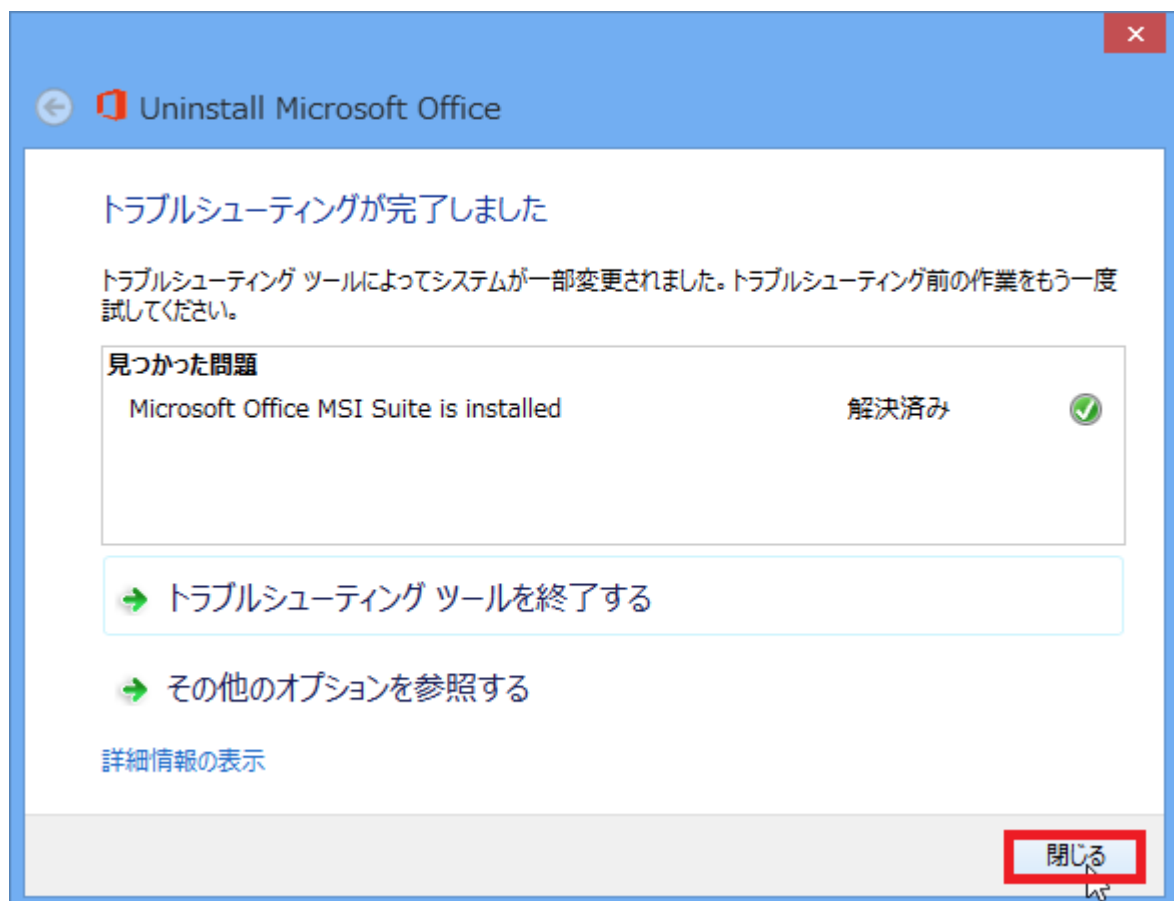 Uninstall Microsoft Office
トラブルシューティングが完了しました
トラブルシューティング ツールによってシステムが一部変更されました。トラブルシューティング前の作業をもう一度
試してください。
見つかった問題
Microsoft Office MSI Suite is installed 解決済み
トラブルシューティング ツールを終了する
その他のオプションを参照する
詳細情報の表示
閉じる